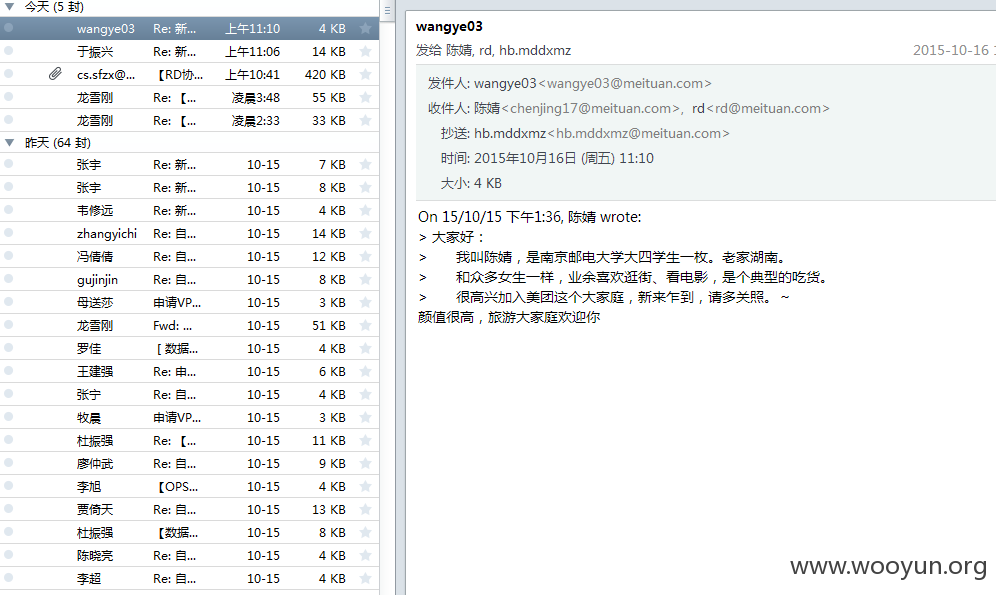 今天 (5 封)
wangye03 Re: 新... 上午11:10 4 KB
于振兴 Re: 新... 上午11:06 14 KB
cs.sfzx@... 【RD协... 上午10:41 420 KB
龙雪刚 Re: 【... 凌晨3:48 55 KB
龙雪刚 Re: 【... 凌晨2:33 33 KB
昨天 (64 封)
张宇 Re: 新... 10-15 7 KB
张宇 Re: 新... 10-15 8 KB
韦修远 Re: 新... 10-15 4 KB
zhangyichi Re: 自... 10-15 14 KB
冯倩倩 Re: 自... 10-15 12 KB
gujinjin Re: 自... 10-15 8 KB
母送莎 申请VP... 10-15 3 KB
龙雪刚 Fwd: ... 10-15 51 KB
罗佳 [ 数据... 10-15 4 KB
王建强 Re: 申... 10-15 6 KB
张宁 Re: 自... 10-15 4 KB
牧晨 申请VP... 10-15 3 KB
杜振强 Re: 【... 10-15 11 KB
廖仲武 Re: 自... 10-15 9 KB
李旭 【OPS... 10-15 4 KB
贾倚天 Re: 自... 10-15 13 KB
杜振强 【数据... 10-15 8 KB
陈晓亮 Re: 自... 10-15 4 KB
李超 Re: 自... 10-15 4 KB
wangye03
发给 陈婧, rd, hb.mddxmz 2015-10-16
发件人: wangye03<wangye03@meituan.com>
收件人: 陈婧<chenjing17@meituan.com>, rd<rd@meituan.com>
抄送: hb.mddxmz<hb.mddxmz@meituan.com>
时间: 2015年10月16日 (周五) 11:10
大小: 4 KB
On 15/10/15 下午1:36, 陈婧 wrote:
> 大家好：
> 我叫陈婧，是南京邮电大学大四学生一枚。老家湖南。
> 和众多女生一样，业余喜欢逛街、看电影，是个典型的吃货。
> 很高兴加入美团这个大家庭，新来乍到，请多关照。~
颜值很高，旅游大家庭欢迎你
www.wooyun.org